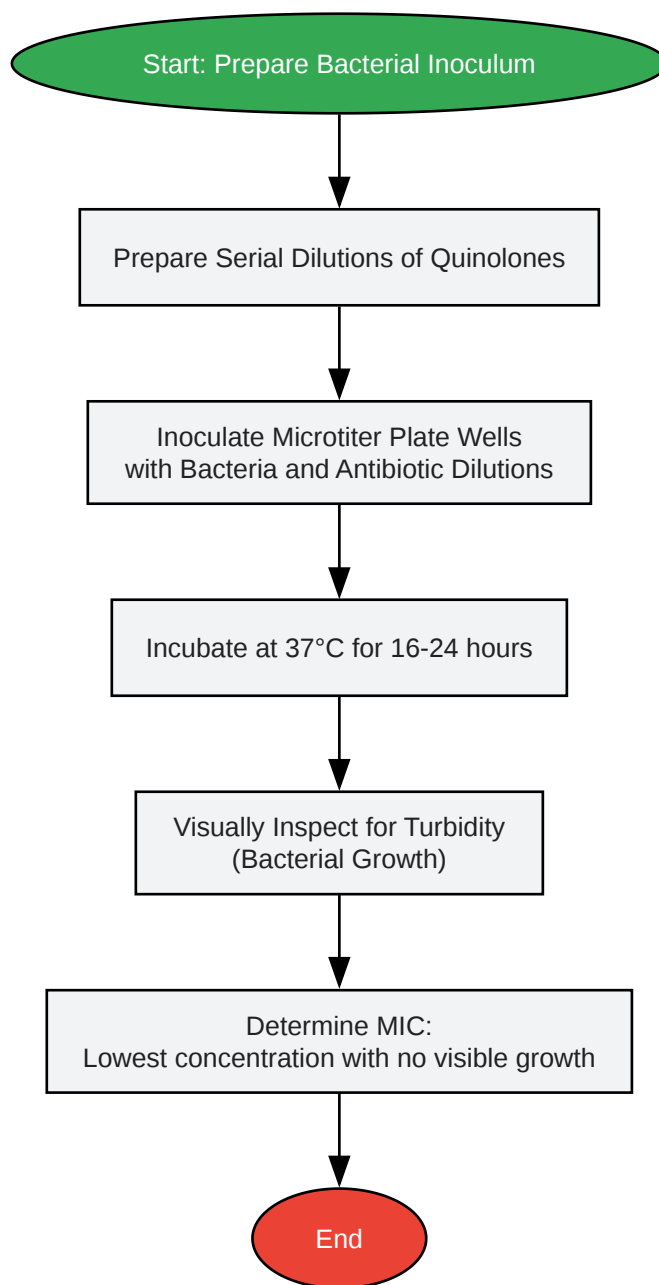 Start: Prepare Bacterial Inoculum
Prepare Serial Dilutions of Quinolones
Inoculate Microtiter Plate Wells
with Bacteria and Antibiotic Dilutions
Incubate at 37°C for 16-24 hours
Visually Inspect for Turbidity
(Bacterial Growth)
Determine MIC:
Lowest concentration with no visible growth
End